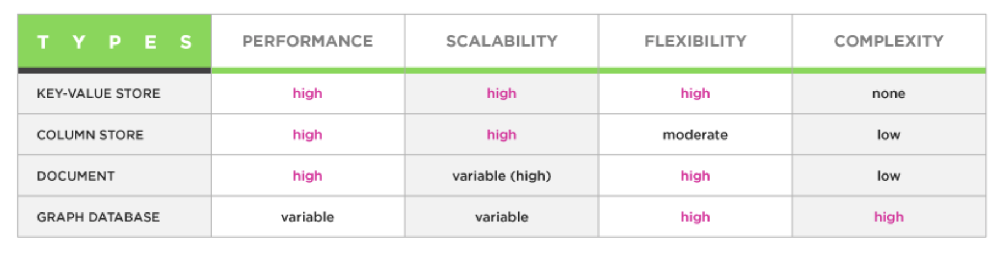 T Y P E S PERFORMANCE SCALABILITY FLEXIBILITY COMPLEXITY
KEY-VALUE STORE high high high none
COLUMN STORE high high moderate low
DOCUMENT high variable (high) high low
GRAPH DATABASE variable variable high high